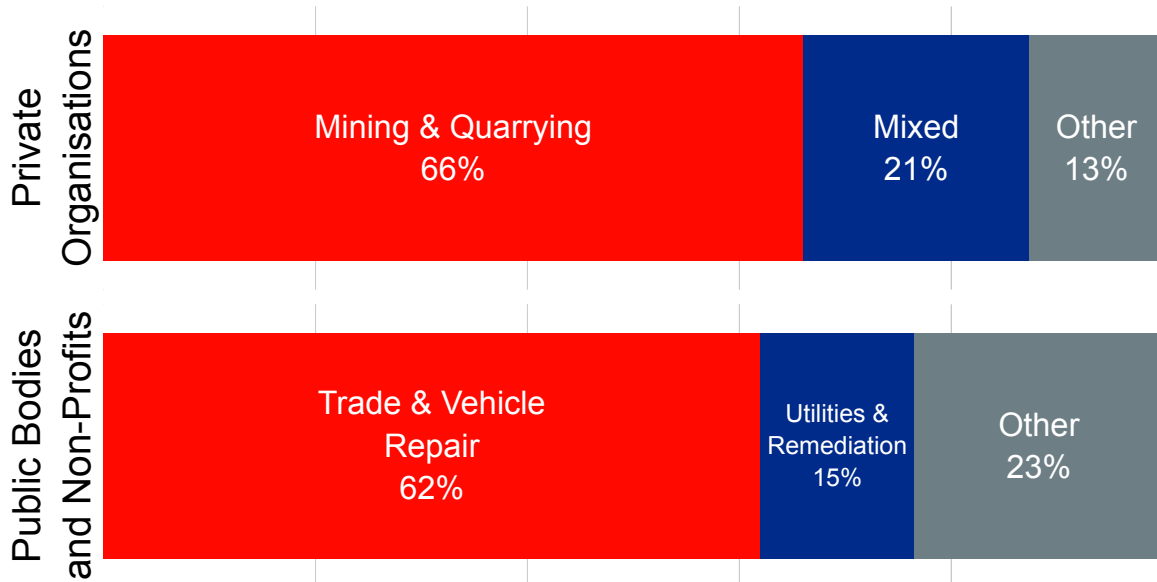 Private
Organisations
Mining & Quarrying
66%
Mixed
21%
Other
13%
Public Bodies
and Non-Profits
Trade & Vehicle
Repair
62%
Utilities &
Remediation
15%
Other
23%